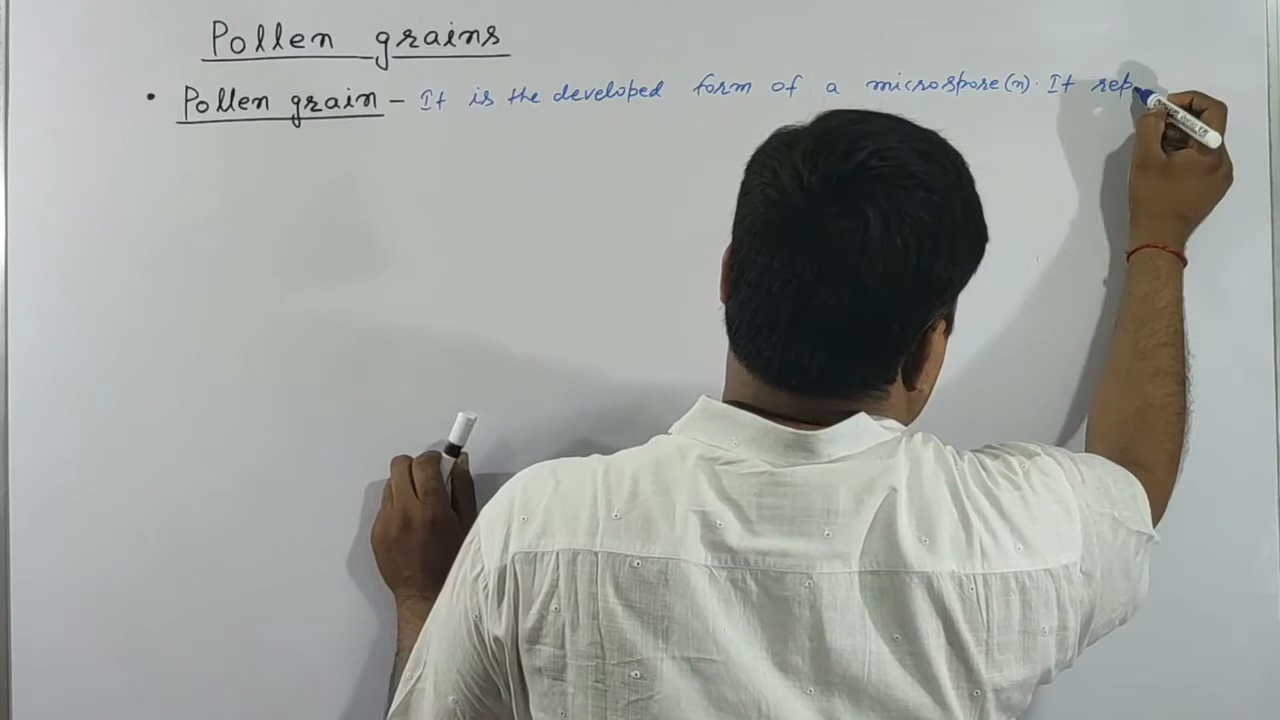 Pollen grains
• Pollen grain – It is the developed form of a microspore(n). It rep